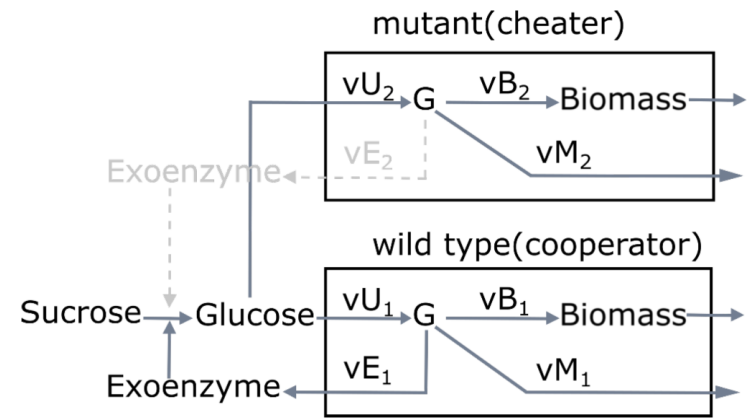 mutant(cheater)
vU₂ G vB₂ Biomass
Exoenzyme vE₂ vM₂
wild type(cooperator)
Sucrose Glucose vU₁ G vB₁ Biomass
Exoenzyme vE₁ vM₁